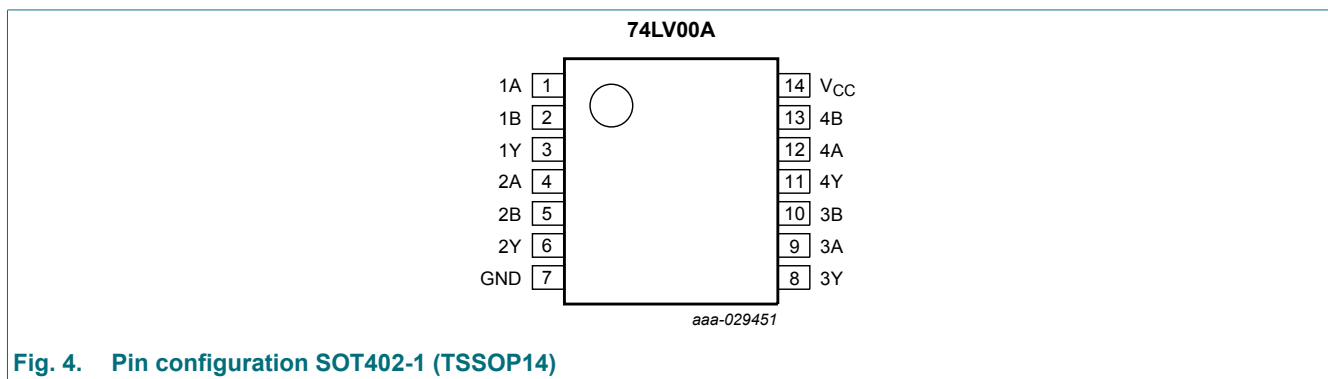 74LV00A
1A 1 14 VCC
1B 2 13 4B
1Y 3 12 4A
2A 4 11 4Y
2B 5 10 3B
2Y 6 9 3A
GND 7 8 3Y
aaa-029451
Fig. 4. Pin configuration SOT402-1 (TSSOP14)